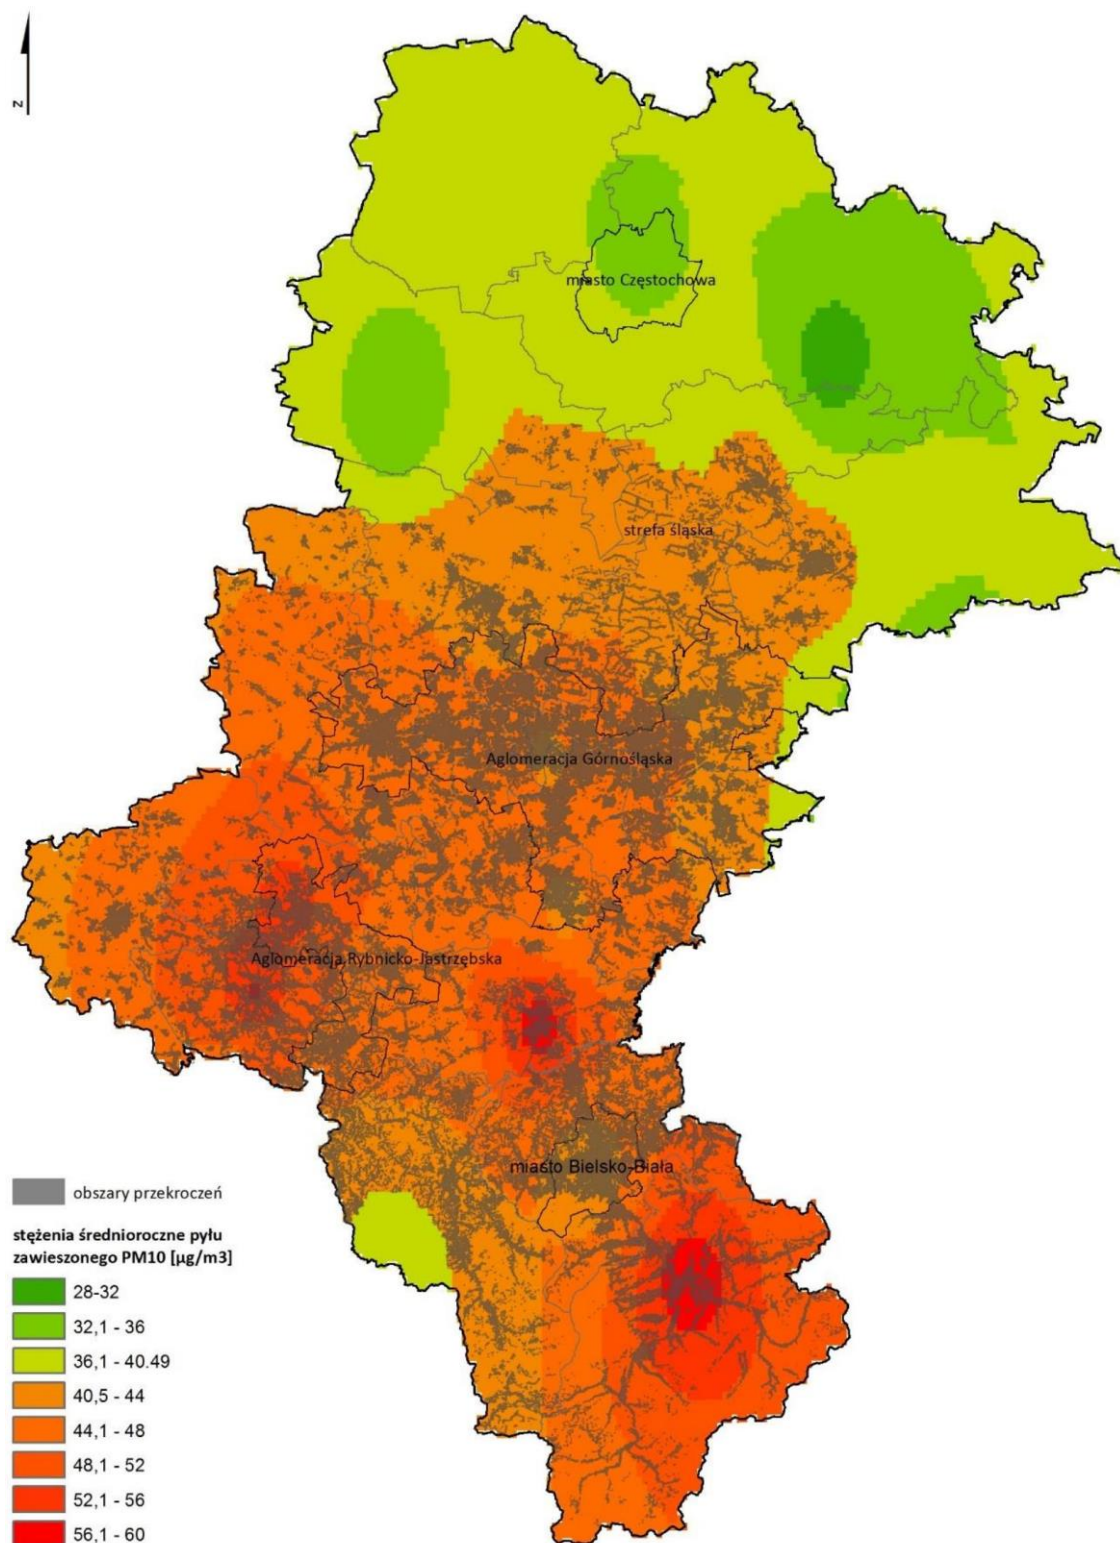 N
miasto Częstochowa
strefa śląska
Aglomeracja Górnośląska
Aglomeracja Rybnicko-Jastrzębska
miasto Bielsko-Biała
obszary przekroczeń
stężenia średnioroczne pyłu
zawieszonego PM10 [µg/m3]
28-32
32,1 - 36
36,1 - 40.49
40,5 - 44
44,1 - 48
48,1 - 52
52,1 - 56
56,1 - 60